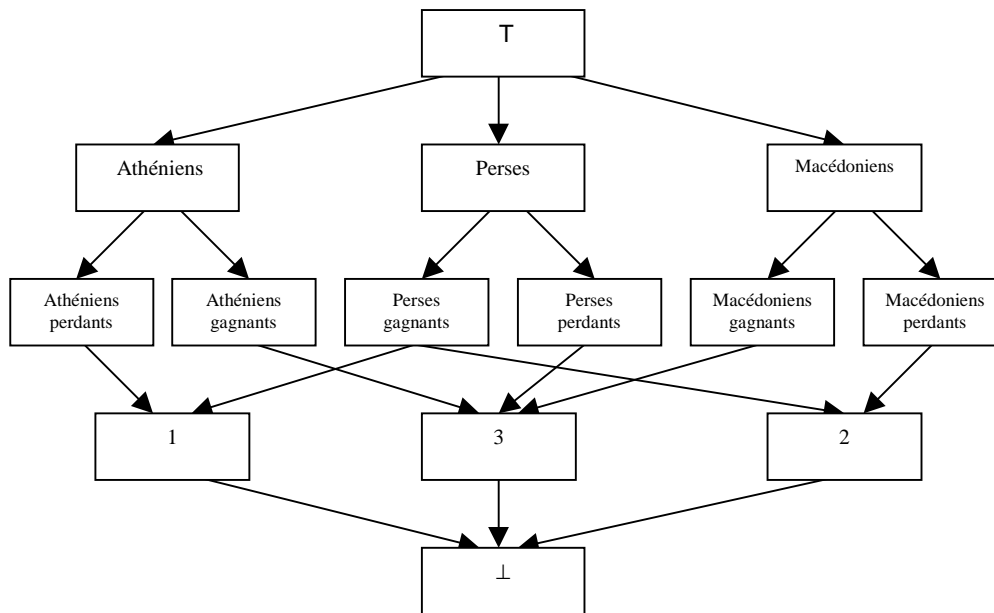 T
Athéniens
Perses
Macédoniens
Athéniens
perdants
Athéniens
gagnants
Perses
gagnants
Perses
perdants
Macédoniens
gagnants
Macédoniens
perdants
1
3
2
⊥